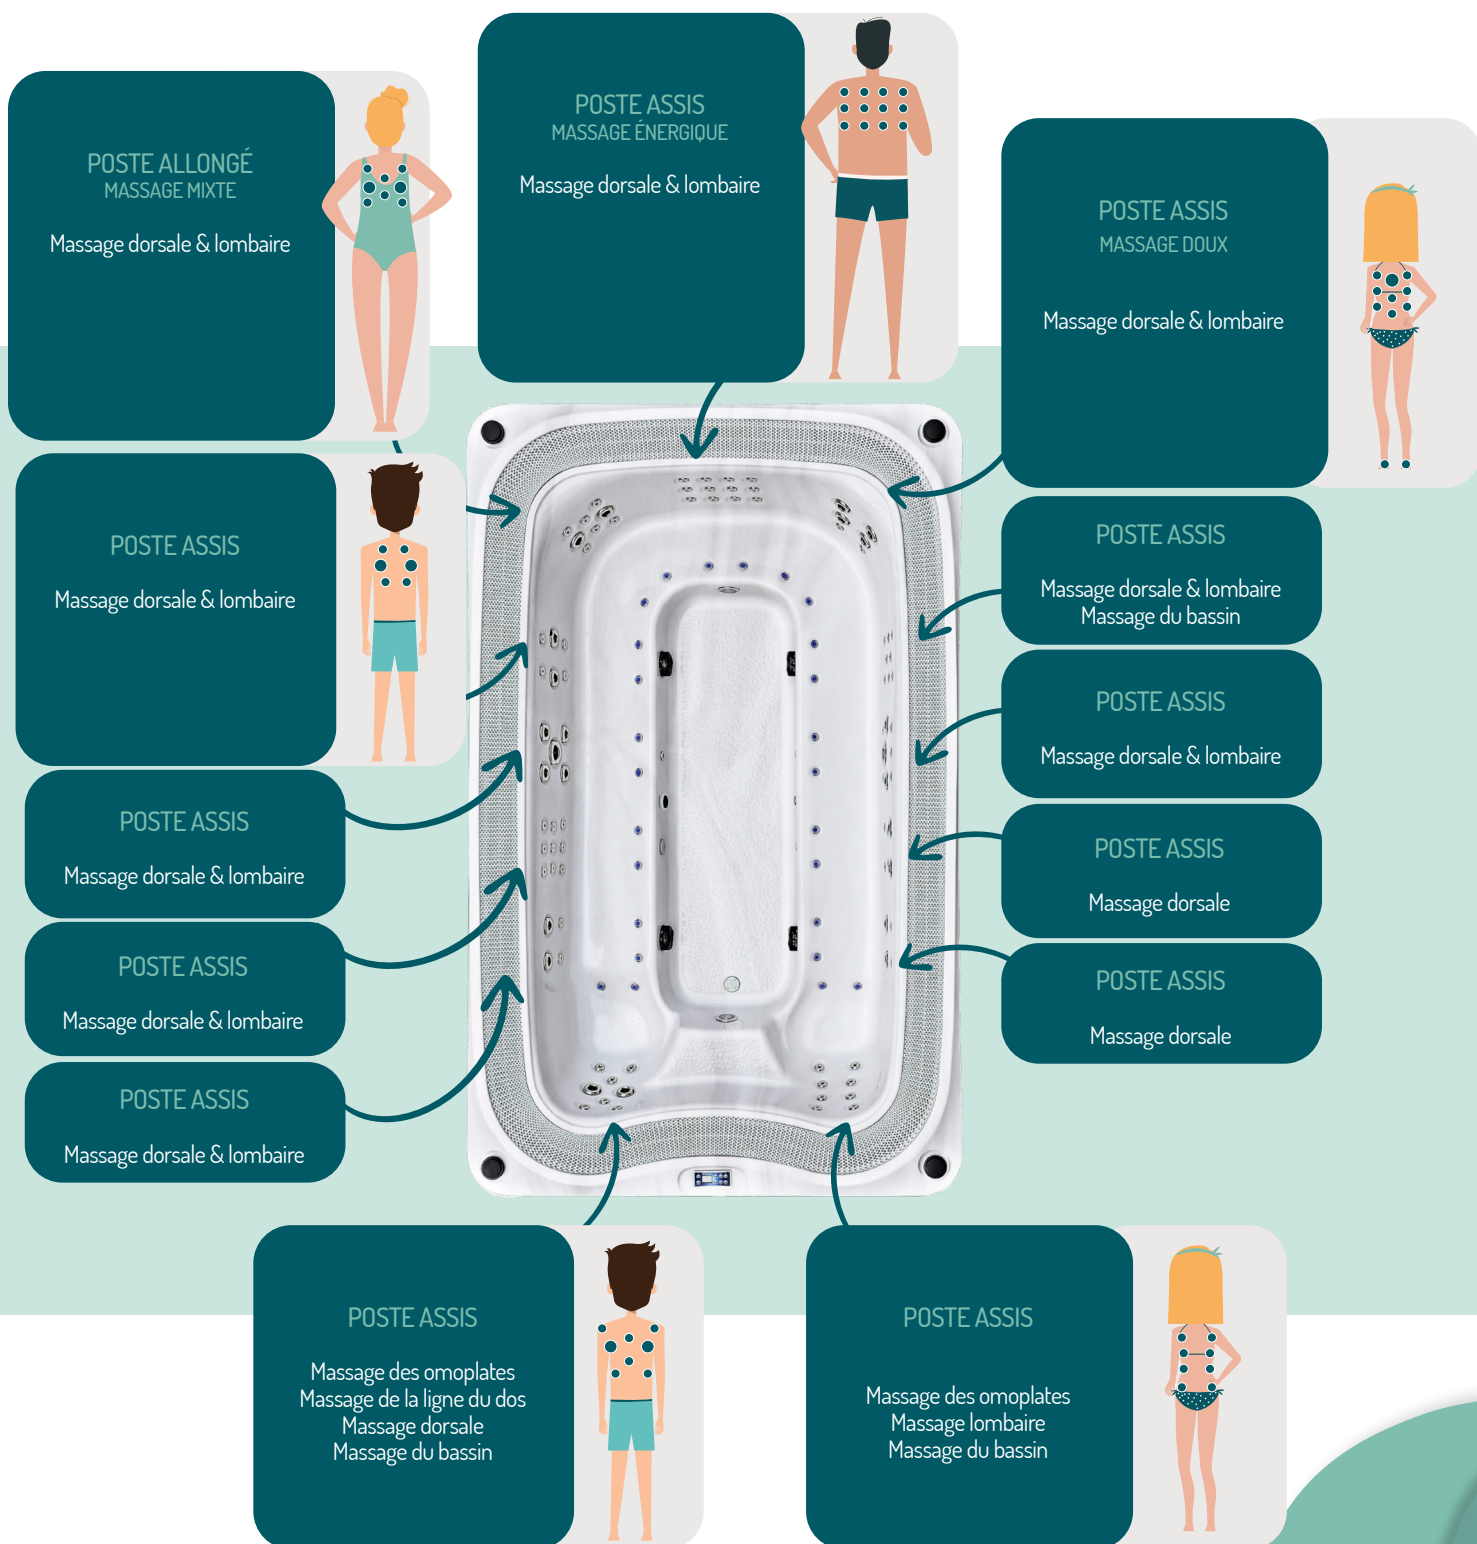 POSTE ALLONGÉ
MASSAGE MIXTE
Massage dorsale & lombaire
POSTE ASSIS
MASSAGE ÉNERGIQUE
Massage dorsale & lombaire
POSTE ASSIS
MASSAGE DOUX
Massage dorsale & lombaire
POSTE ASSIS
Massage dorsale & lombaire
POSTE ASSIS
Massage dorsale & lombaire
POSTE ASSIS
Massage dorsale & lombaire
POSTE ASSIS
Massage dorsale & lombaire
POSTE ASSIS
Massage dorsale & lombaire
Massage du bassin
POSTE ASSIS
Massage dorsale & lombaire
POSTE ASSIS
Massage dorsale
POSTE ASSIS
Massage dorsale
POSTE ASSIS
Massage des omoplates
Massage de la ligne du dos
Massage dorsale
Massage du bassin
POSTE ASSIS
Massage des omoplates
Massage lombaire
Massage du bassin